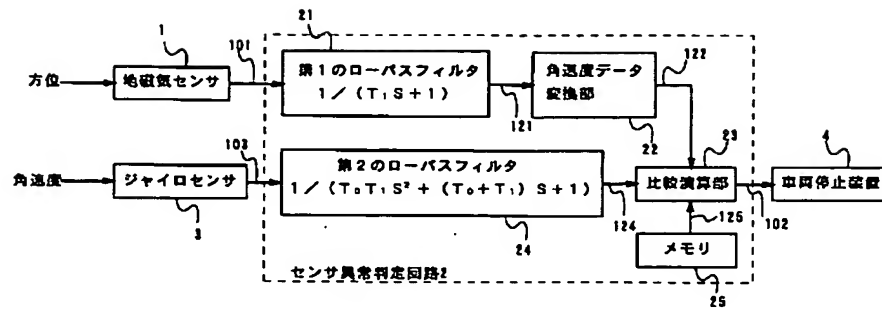 21
1
101
第1のローパスフィルタ
1/(T₁S+1)
角速度データ
変換部
122
方位
地磁気センサ
121
22
23
4
103
第2のローパスフィルタ
1/(T₀T₁S²+(T₀+T₁)S+1)
角速度
ジャイロセンサ
比較演算部
車両停止装置
124
102
3
24
125
メモリ
センサ異常判定回路2
25